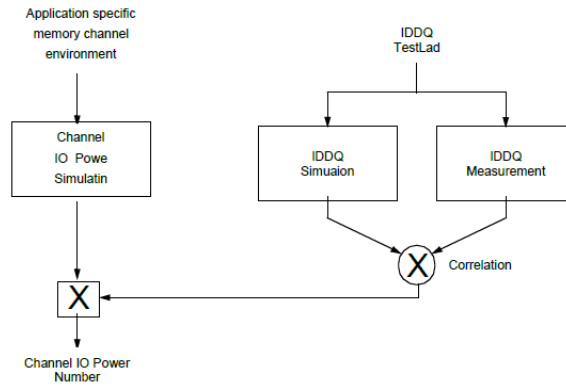 Application specific
memory channel
environment
IDDQ
TestLad
Channel
IO Powe
Simulatin
IDDQ
Simuaion
IDDQ
Measurement
X
Correlation
X
Channel IO Power
Number